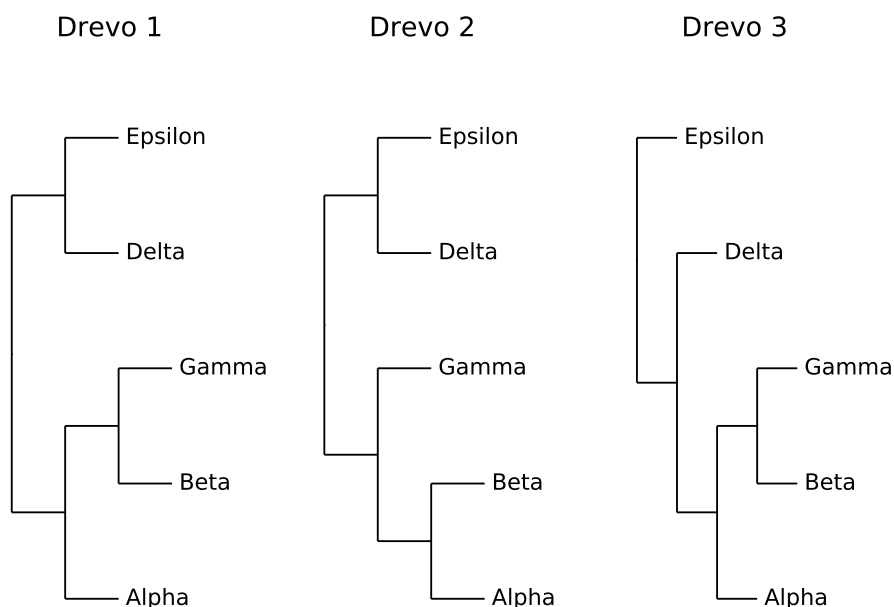 Drevo 1
Epsilon
Delta
Gamma
Beta
Alpha
Drevo 2
Epsilon
Delta
Gamma
Beta
Alpha
Drevo 3
Epsilon
Delta
Gamma
Beta
Alpha